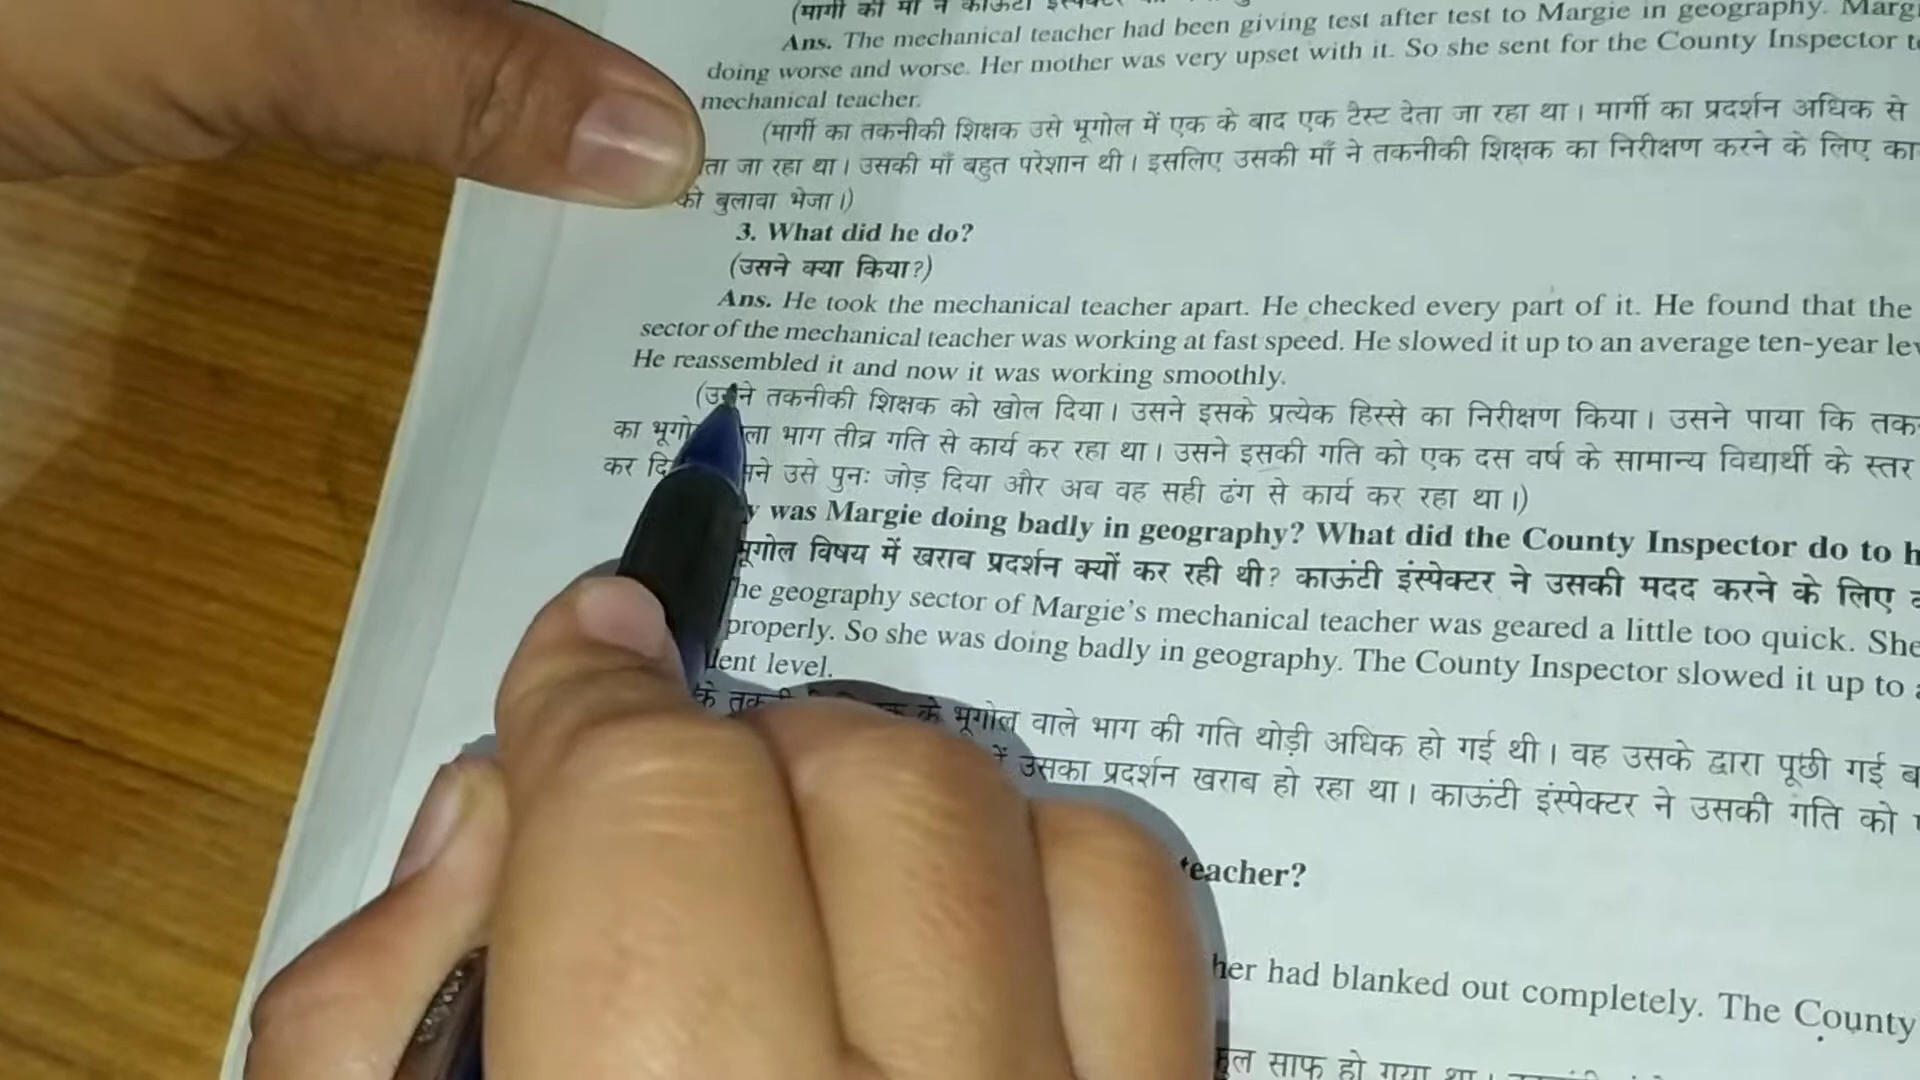 (मार्गी की माँ ने काऊंटी
Ans. The mechanical teacher had been giving test after test to Margie in geography.
doing worse and worse. Her mother was very upset with it. So she sent for the County Inspector
mechanical teacher.
(मार्गी का तकनीकी शिक्षक उसे भूगोल में एक के बाद एक टैस्ट देता जा रहा था। मार्गी का प्रदर्शन अधिक से
जा रहा था। उसकी माँ बहुत परेशान थी। इसलिए उसकी माँ ने तकनीकी शिक्षक का निरीक्षण करने के लिए
को बुलावा भेजा।)
3. What did he do?
(उसने क्या किया?)
Ans. He took the mechanical teacher apart. He checked every part of it. He found that the
sector of the mechanical teacher was working at fast speed. He slowed it up to an average ten-year
He reassembled it and now it was working smoothly.
(उसने तकनीकी शिक्षक को खोल दिया। उसने इसके प्रत्येक हिस्से का निरीक्षण किया। उसने पाया कि
का भाग तीव्र गति से कार्य कर रहा था। उसने इसकी गति को एक दस वर्ष के सामान्य विद्यार्थी के स्तर
कर उसे पुनः जोड़ दिया और अब वह सही ढंग से कार्य कर रहा था।)
was Margie doing badly in geography? What did the County Inspector do to
भूगोल विषय में खराब प्रदर्शन क्यों कर रही थी? काऊंटी इंस्पेक्टर ने उसकी मदद करने के लिए
geography sector of Margie's mechanical teacher was geared a little too quick. She
properly. So she was doing badly in geography. The County Inspector slowed it up to
level.
के भूगोल वाले भाग की गति थोड़ी अधिक हो गई थी। वह उसके द्वारा पूछी गई
उसका प्रदर्शन खराब हो रहा था। काऊंटी इंस्पेक्टर ने उसकी गति को
teacher?
had blanked out completely. The County
साफ हो गया था।